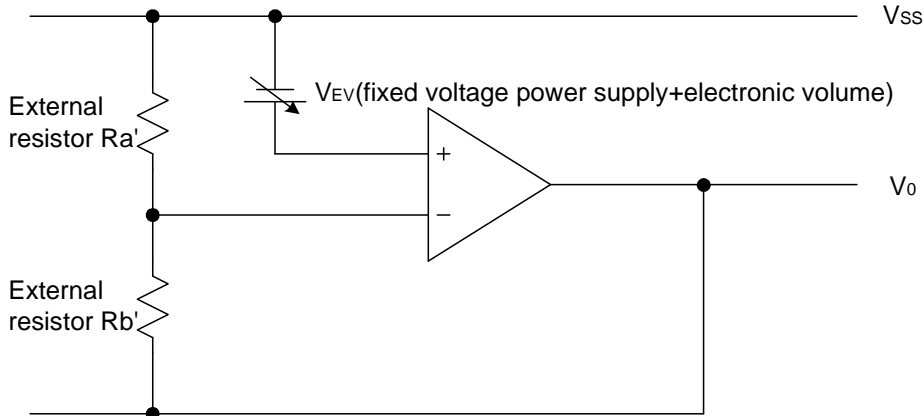 VSS
External
resistor Ra'
VEV(fixed voltage power supply+electronic volume)
+
V0
−
External
resistor Rb'